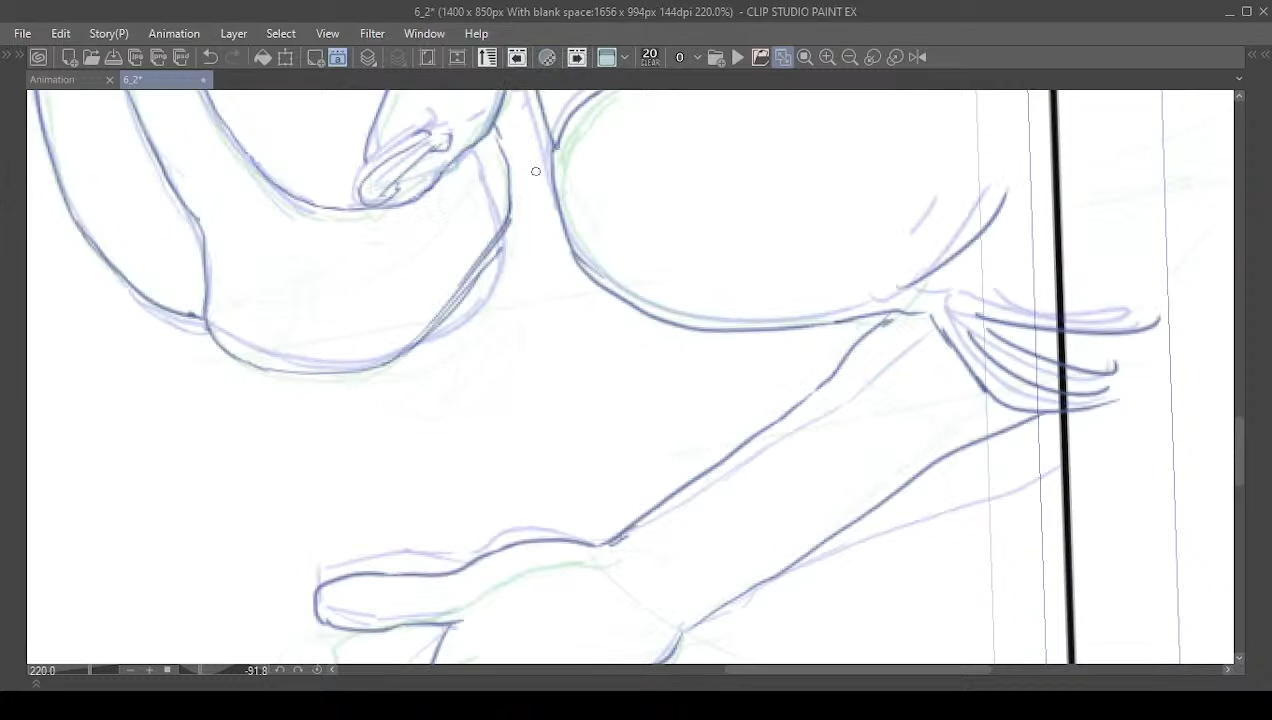 6_2* (1400 x 850px With blank space:1656 x 994px 144dpi 220.0%) - CLIP STUDIO PAINT EX
File Edit Story(P) Animation Layer Select View Filter Window Help
20 CLEAR 0
Animation 6_2*
220.0 -91.8